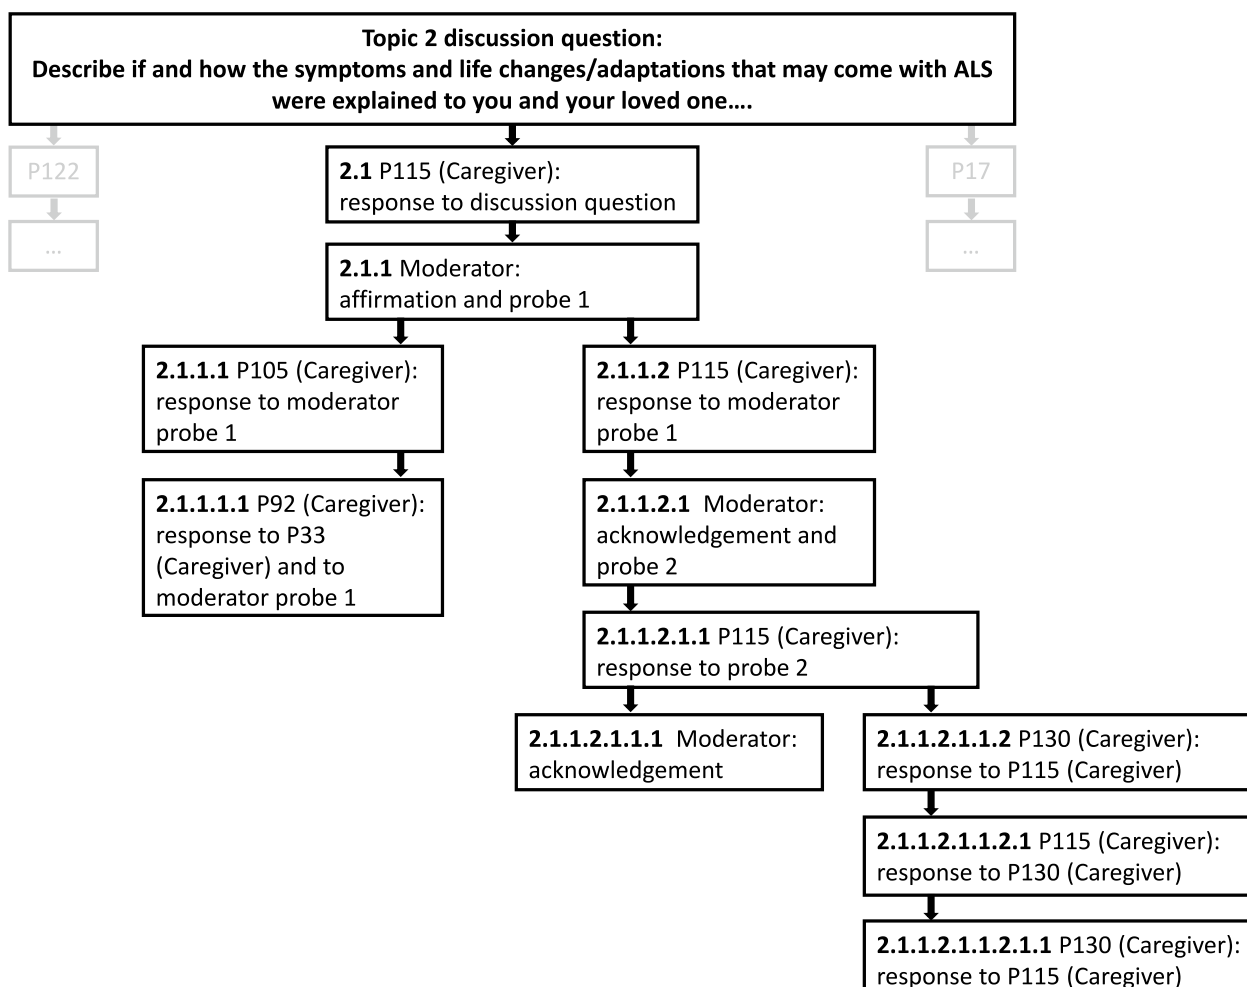 Topic 2 discussion question:
Describe if and how the symptoms and life changes/adaptations that may come with ALS
were explained to you and your loved one....
P122
...
2.1 P115 (Caregiver):
response to discussion question
P17
...
2.1.1 Moderator:
affirmation and probe 1
2.1.1.1 P105 (Caregiver):
response to moderator
probe 1
2.1.1.2 P115 (Caregiver):
response to moderator
probe 1
2.1.1.1.1 P92 (Caregiver):
response to P33
(Caregiver) and to
moderator probe 1
2.1.1.2.1 Moderator:
acknowledgement and
probe 2
2.1.1.2.1.1 P115 (Caregiver):
response to probe 2
2.1.1.2.1.1.1 Moderator:
acknowledgement
2.1.1.2.1.1.2 P130 (Caregiver):
response to P115 (Caregiver)
2.1.1.2.1.1.2.1 P115 (Caregiver):
response to P130 (Caregiver)
2.1.1.2.1.1.2.1.1 P130 (Caregiver):
response to P115 (Caregiver)